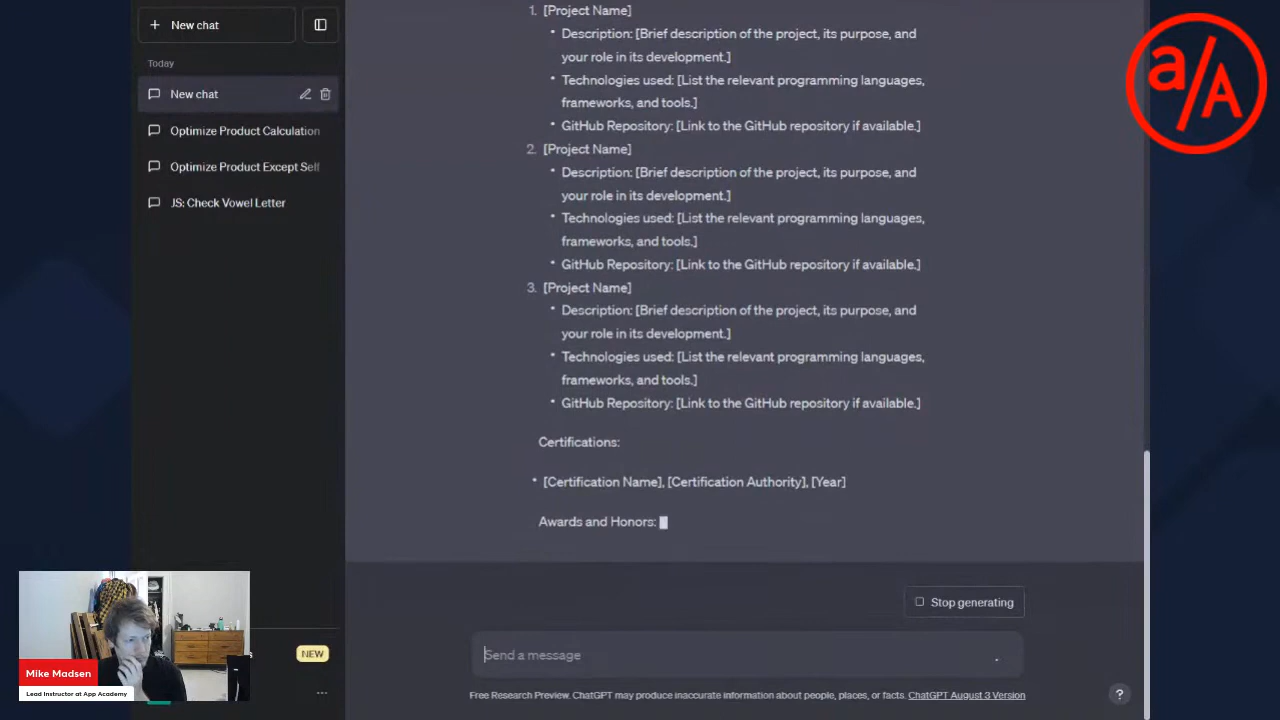 New chat
Today
New chat
Optimize Product Calculation
Optimize Product Except Self
JS: Check Vowel Letter
NEW
1. [Project Name]
• Description: [Brief description of the project, its purpose, and
your role in its development.]
• Technologies used: [List the relevant programming languages,
frameworks, and tools.]
• GitHub Repository: [Link to the GitHub repository if available.]
2. [Project Name]
• Description: [Brief description of the project, its purpose, and
your role in its development.]
• Technologies used: [List the relevant programming languages,
frameworks, and tools.]
• GitHub Repository: [Link to the GitHub repository if available.]
3. [Project Name]
• Description: [Brief description of the project, its purpose, and
your role in its development.]
• Technologies used: [List the relevant programming languages,
frameworks, and tools.]
• GitHub Repository: [Link to the GitHub repository if available.]
Certifications:
• [Certification Name], [Certification Authority], [Year]
Awards and Honors:
Stop generating
Send a message
Free Research Preview. ChatGPT may produce inaccurate information about people, places, or facts. ChatGPT August 3 Version
?
a/A
Mike Madsen
Lead Instructor at App Academy